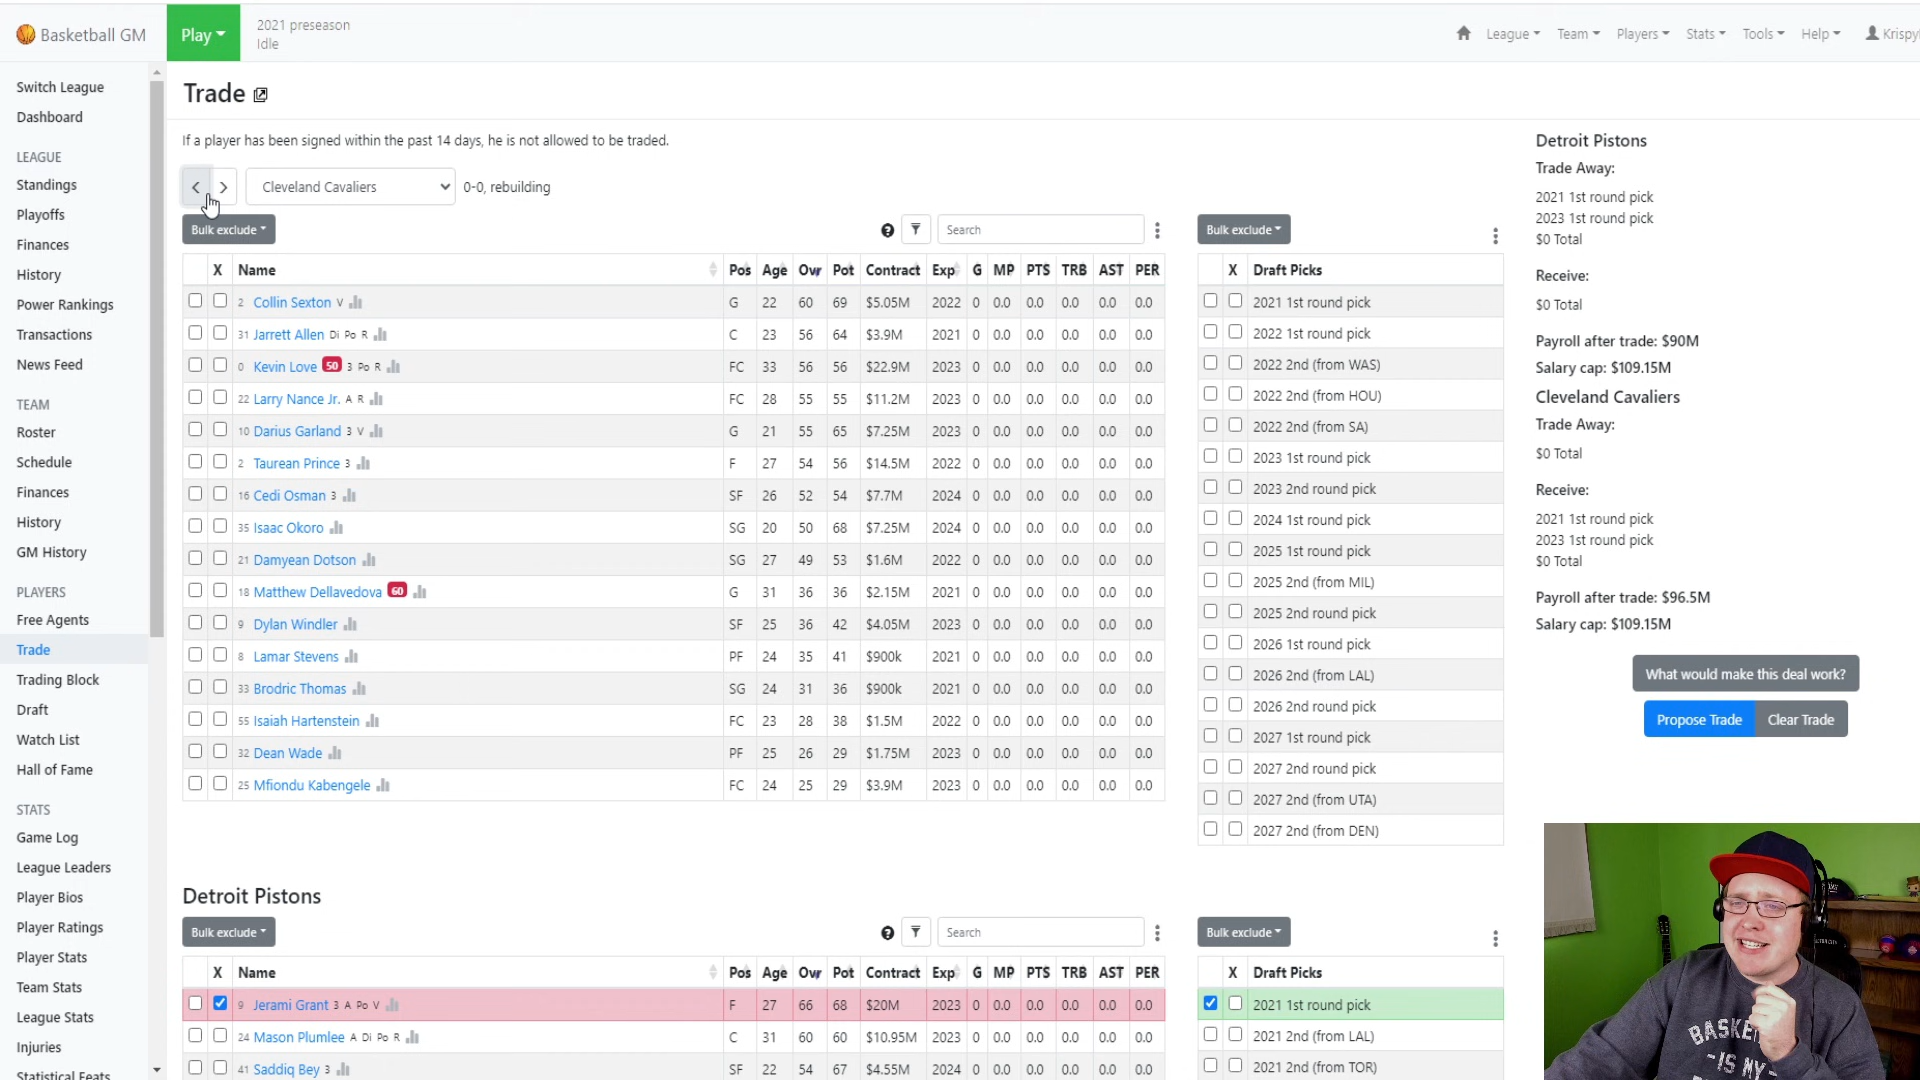 Basketball GM
Play
2021 preseason
Idle
League
Team
Players
Stats
Tools
Help
Switch League
Dashboard
LEAGUE
Standings
Playoffs
Finances
History
Power Rankings
Transactions
News Feed
TEAM
Roster
Schedule
Finances
History
GM History
PLAYERS
Free Agents
Trade
Trading Block
Draft
Watch List
Hall of Fame
STATS
Game Log
League Leaders
Player Bios
Player Ratings
Player Stats
Team Stats
League Stats
Injuries
Statistical Feats
Trade
If a player has been signed within the past 14 days, he is not allowed to be traded.
Cleveland Cavaliers 0-0, rebuilding
Bulk exclude
Search
X Name Pos Age Ovr Pot Contract Exp G MP PTS TRB AST PER
2 Collin Sexton V G 22 60 69 $5.05M 2022 0 0.0 0.0 0.0 0.0 0.0
31 Jarrett Allen Di Po R C 23 56 64 $3.9M 2021 0 0.0 0.0 0.0 0.0 0.0
0 Kevin Love 50 3 Po R FC 33 56 56 $22.9M 2023 0 0.0 0.0 0.0 0.0 0.0
22 Larry Nance Jr. A R FC 28 55 55 $11.2M 2023 0 0.0 0.0 0.0 0.0 0.0
10 Darius Garland 3 V G 21 55 65 $7.25M 2023 0 0.0 0.0 0.0 0.0 0.0
2 Taurean Prince 3 F 27 54 56 $14.5M 2022 0 0.0 0.0 0.0 0.0 0.0
16 Cedi Osman 3 SF 26 52 54 $7.7M 2024 0 0.0 0.0 0.0 0.0 0.0
35 Isaac Okoro SG 20 50 68 $7.25M 2024 0 0.0 0.0 0.0 0.0 0.0
21 Damyean Dotson SG 27 49 53 $1.6M 2022 0 0.0 0.0 0.0 0.0 0.0
18 Matthew Dellavedova 60 G 31 36 36 $2.15M 2021 0 0.0 0.0 0.0 0.0 0.0
9 Dylan Windler SF 25 36 42 $4.05M 2023 0 0.0 0.0 0.0 0.0 0.0
8 Lamar Stevens PF 24 35 41 $900k 2021 0 0.0 0.0 0.0 0.0 0.0
33 Brodric Thomas SG 24 31 36 $900k 2021 0 0.0 0.0 0.0 0.0 0.0
55 Isaiah Hartenstein FC 23 28 38 $1.5M 2022 0 0.0 0.0 0.0 0.0 0.0
32 Dean Wade PF 25 26 29 $1.75M 2023 0 0.0 0.0 0.0 0.0 0.0
25 Mfiondu Kabengele FC 24 25 29 $3.9M 2023 0 0.0 0.0 0.0 0.0 0.0
Bulk exclude
X Draft Picks
2021 1st round pick
2022 1st round pick
2022 2nd (from WAS)
2022 2nd (from HOU)
2022 2nd (from SA)
2023 1st round pick
2023 2nd round pick
2024 1st round pick
2025 1st round pick
2025 2nd (from MIL)
2025 2nd round pick
2026 1st round pick
2026 2nd (from LAL)
2026 2nd round pick
2027 1st round pick
2027 2nd round pick
2027 2nd (from UTA)
2027 2nd (from DEN)
Detroit Pistons
Trade Away:
2021 1st round pick
2023 1st round pick
$0 Total
Receive:
$0 Total
Payroll after trade: $90M
Salary cap: $109.15M
Cleveland Cavaliers
Trade Away:
$0 Total
Receive:
2021 1st round pick
2023 1st round pick
$0 Total
Payroll after trade: $96.5M
Salary cap: $109.15M
What would make this deal work?
Propose Trade
Clear Trade
Detroit Pistons
Bulk exclude
Search
X Name Pos Age Ovr Pot Contract Exp G MP PTS TRB AST PER
9 Jerami Grant 3 A Po V F 27 66 68 $20M 2023 0 0.0 0.0 0.0 0.0 0.0
24 Mason Plumlee A Di Po R C 31 60 60 $10.95M 2023 0 0.0 0.0 0.0 0.0 0.0
41 Saddiq Bey 3 SF 22 54 67 $4.55M 2024 0 0.0 0.0 0.0 0.0 0.0
Bulk exclude
X Draft Picks
2021 1st round pick
2021 2nd (from LAL)
2021 2nd (from TOR)
- IS MY